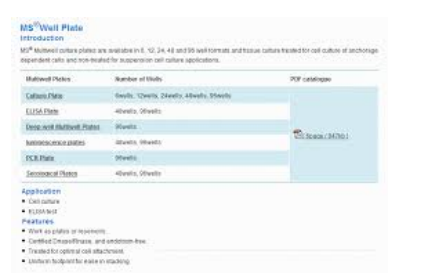 MS® Well Plate
Introduction
MS® Multiwell culture plates are available in 6, 12, 24, 48 and 96 well formats and tissue culture treated for cell culture of anchorage
dependent cells and non-treated for suspension cell culture applications.
Multiwell Plates Number of Wells PDF catalogue
Culture Plate 6wells, 12wells, 24wells, 48wells, 96wells
ELISA Plate 48wells, 96wells
Deep well Multiwell Plates 96wells
luminescence plates 48wells, 96wells
PCR Plate 96wells
Serological Plates 48wells, 96wells
Application
Cell culture
ELISA test
Features
Work as plates or reservoirs.
Certified Dnase/Rnase, and endotoxin free.
Treated for optimal cell attachment.
Uniform footprint for ease in stacking.